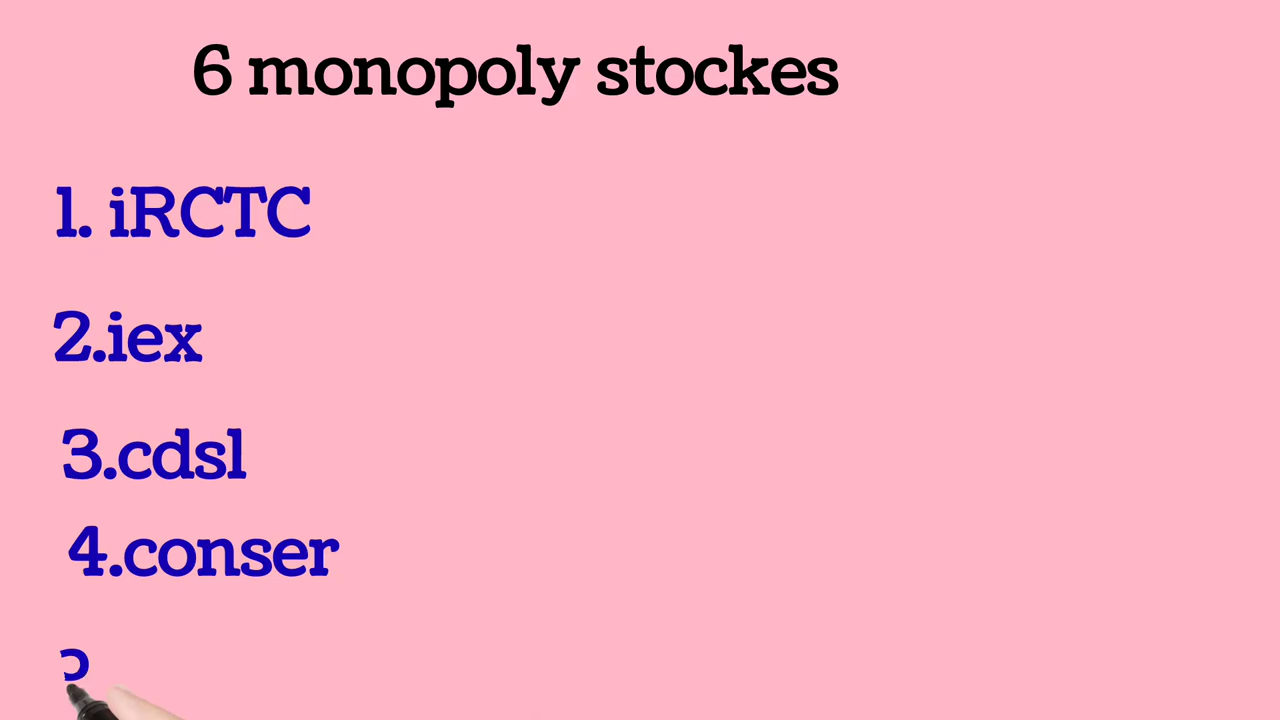 6 monopoly stockes
1. iRCTC
2.iex
3.cdsl
4.conser